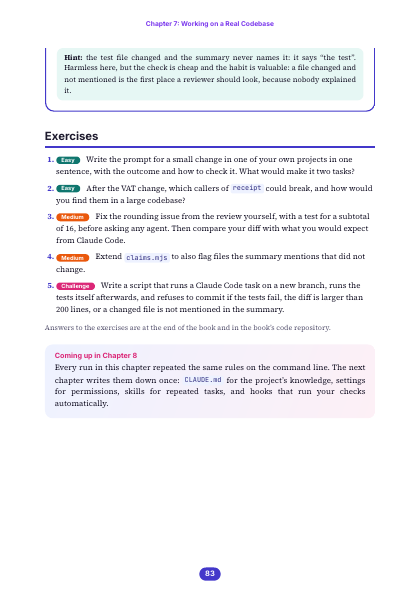 Chapter 7: Working on a Real Codebase
Hint: the test file changed and the summary never names it: it says “the test”.
Harmless here, but the check is cheap and the habit is valuable: a file changed and
not mentioned is the first place a reviewer should look, because nobody explained
it.
Exercises
1. Easy Write the prompt for a small change in one of your own projects in one
sentence, with the outcome and how to check it. What would make it two tasks?
2. Easy After the VAT change, which callers of receipt could break, and how would
you find them in a large codebase?
3. Medium Fix the rounding issue from the review yourself, with a test for a subtotal
of 16, before asking any agent. Then compare your diff with what you would expect
from Claude Code.
4. Medium Extend claims.mjs to also flag files the summary mentions that did not
change.
5. Challenge Write a script that runs a Claude Code task on a new branch, runs the
tests itself afterwards, and refuses to commit if the tests fail, the diff is larger than
200 lines, or a changed file is not mentioned in the summary.
Answers to the exercises are at the end of the book and in the book’s code repository.
Coming up in Chapter 8
Every run in this chapter repeated the same rules on the command line. The next
chapter writes them down once: CLAUDE.md for the project’s knowledge, settings
for permissions, skills for repeated tasks, and hooks that run your checks
automatically.
83